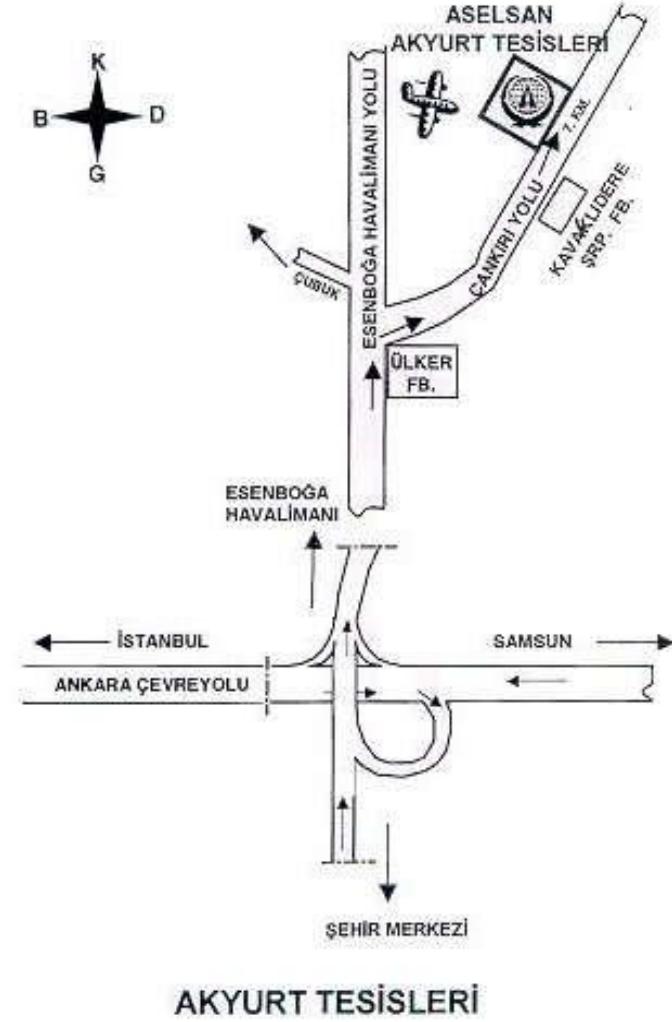 ASELSAN
AKYURT TESİSLERİ
K
B
D
G
7. KM.
ESENBOĞA HAVALİMANI YOLU
ÇANKIRI YOLU
KAVAKLIDERE
ŞRP. FB.
ÇUBUK
ÜLKER
FB.
ESENBOĞA
HAVALİMANI
İSTANBUL
SAMSUN
ANKARA ÇEVREYOLU
ŞEHİR MERKEZİ
AKYURT TESİSLERİ